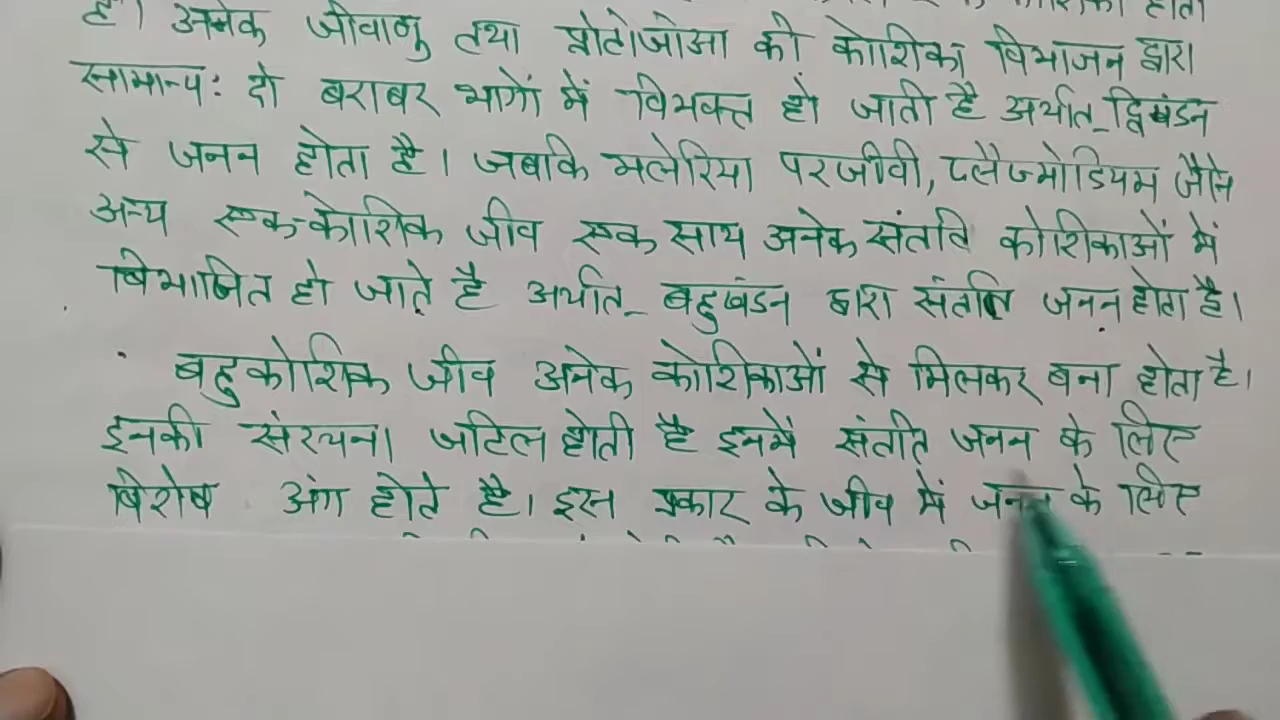 है। अनेक जीवाणु तथा प्रोटोजोआ की कोशिका विभाजन द्वारा
सामान्य: दो बराबर भागों में विभक्त हो जाती है अर्थात द्विखंडन
से जनन होता है। जबकि मलेरिया परजीवी, प्लैज्मोडियम जैसे
अन्य एक-कोशिक जीव एक साथ अनेक संतति कोशिकाओं में
विभाजित हो जाते है अर्थात बहुखंडन द्वारा संतति जनन होता है।
बहुकोशिक जीव अनेक कोशिकाओं से मिलकर बना होता है।
इनकी संरचना जटिल होती है इनमें संतति जनन के लिए
विशेष अंग होते है। इस प्रकार के जीव में जनन के लिए